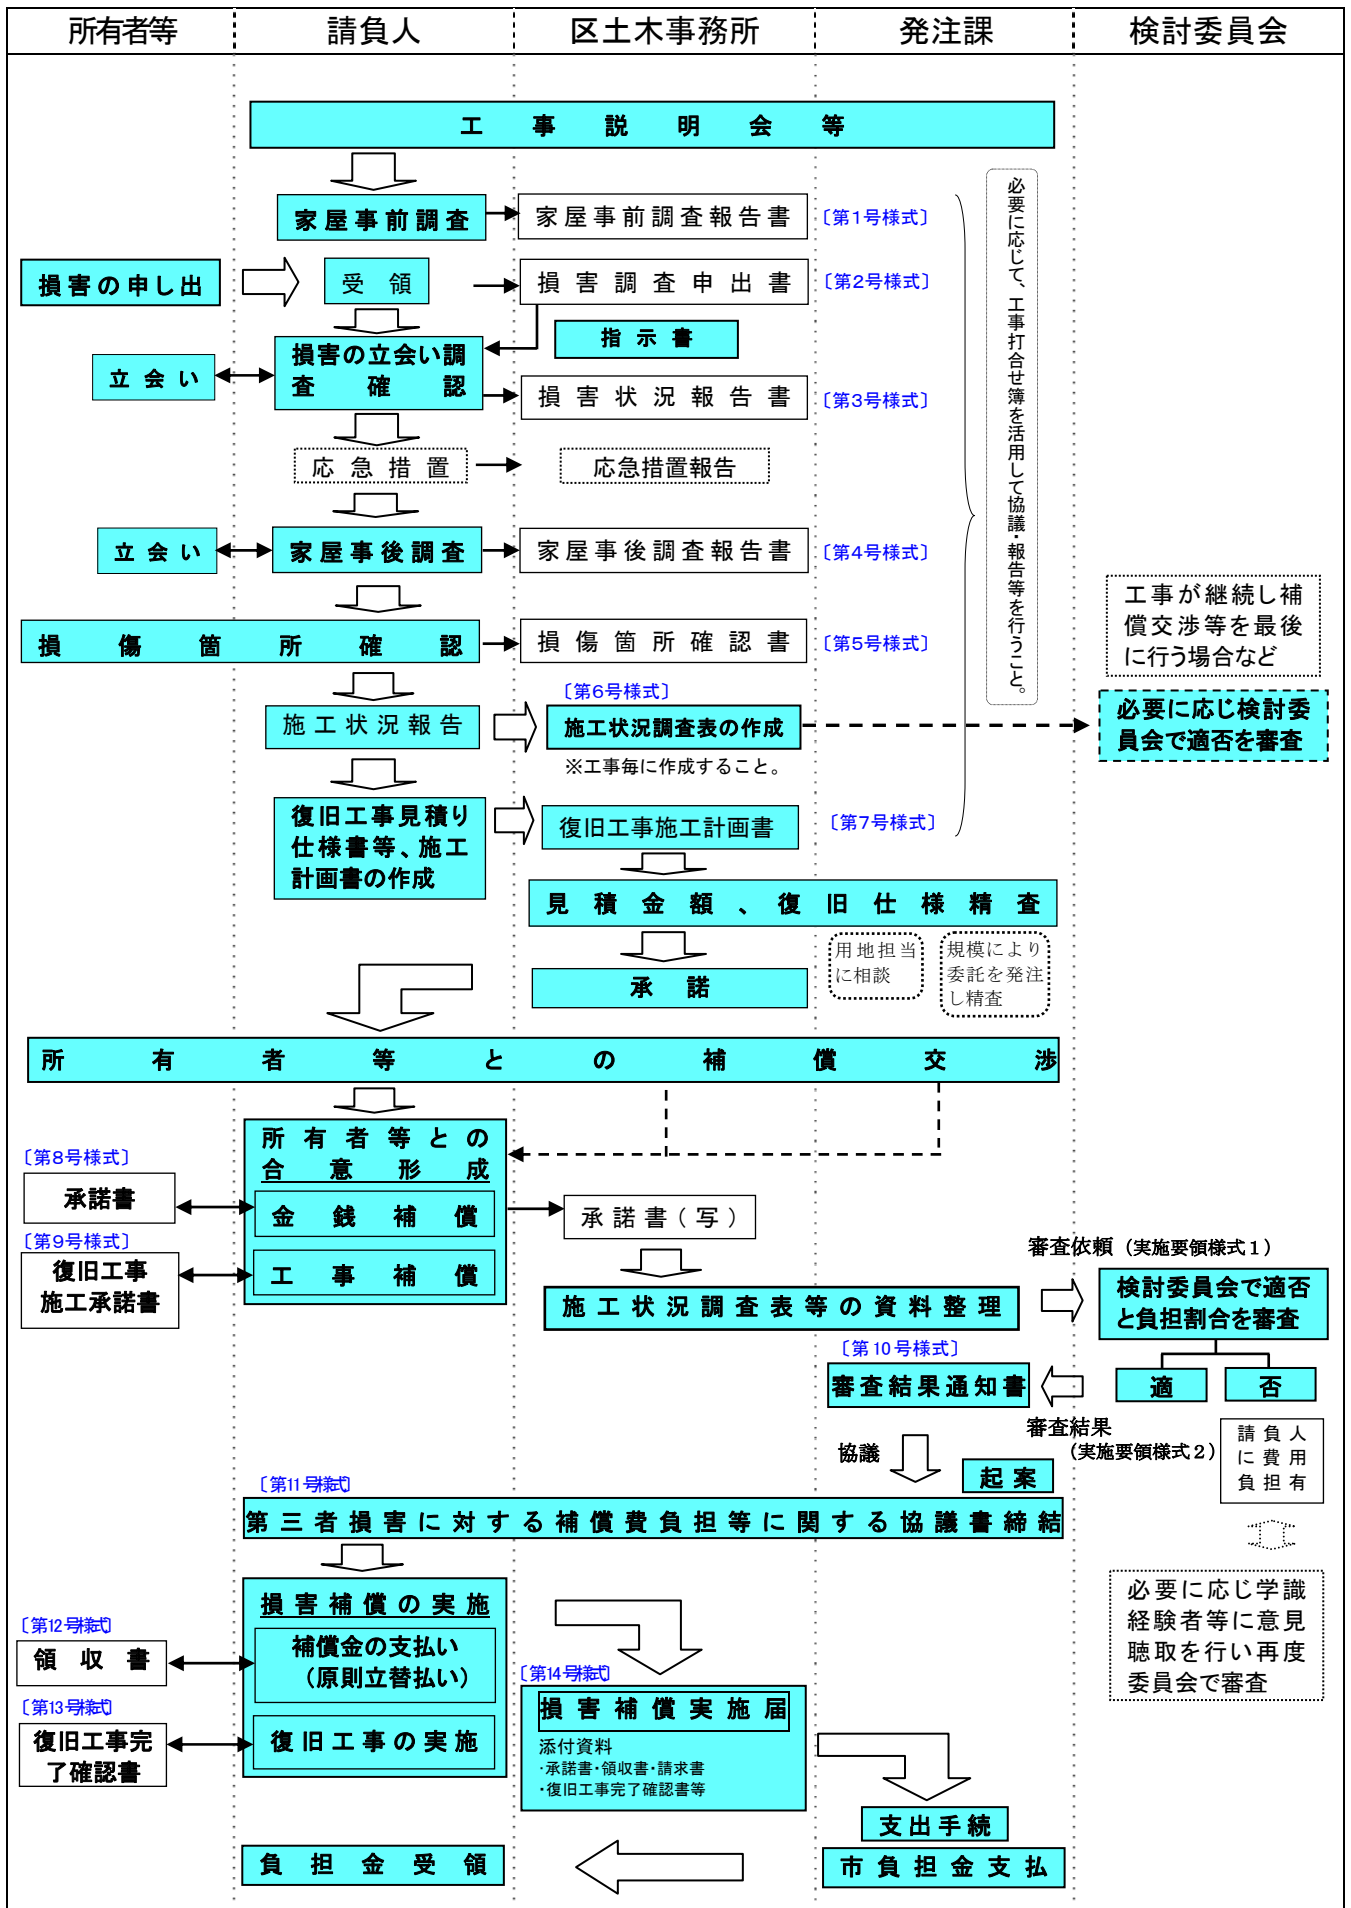 所有者等
請負人
区土木事務所
発注課
検討委員会
工事説明会等
家屋事前調査
家屋事前調査報告書
〔第1号様式〕
必要に応じて、工事打合せ簿を活用して協議・報告等を行うこと。
損害の申し出
受領
損害調査申出書
〔第2号様式〕
指示書
損害の立会い調
査確認
立会い
損害状況報告書
〔第3号様式〕
応急措置
応急措置報告
立会い
家屋事後調査
家屋事後調査報告書
〔第4号様式〕
損傷箇所確認
損傷箇所確認書
〔第5号様式〕
工事が継続し補
償交渉等を最後
に行う場合など
〔第6号様式〕
施工状況報告
施工状況調査表の作成
※工事毎に作成すること。
必要に応じ検討委
員会で適否を審査
復旧工事見積り
仕様書等、施工
計画書の作成
復旧工事施工計画書
〔第7号様式〕
見積金額、復旧仕様精査
承諾
用地担当
に相談
規模により
委託を発注
し精査
所有者等との補償交渉
所有者等との
合意形成
〔第8号様式〕
承諾書
金銭補償
承諾書(写)
〔第9号様式〕
復旧工事
施工承諾書
工事補償
施工状況調査表等の資料整理
審査依頼(実施要領様式1)
検討委員会で適否
と負担割合を審査
適
否
〔第10号様式〕
審査結果通知書
審査結果
(実施要領様式2)
請負人
に費用
負担有
協議
起案
〔第11号様式〕
第三者損害に対する補償費負担等に関する協議書締結
必要に応じ学識
経験者等に意見
聴取を行い再度
委員会で審査
損害補償の実施
〔第12号様式〕
領収書
補償金の支払い
(原則立替払い)
〔第13号様式〕
復旧工事完
了確認書
復旧工事の実施
〔第14号様式〕
損害補償実施届
添付資料
・承諾書・領収書・請求書
・復旧工事完了確認書等
支出手続
市負担金支払
負担金受領